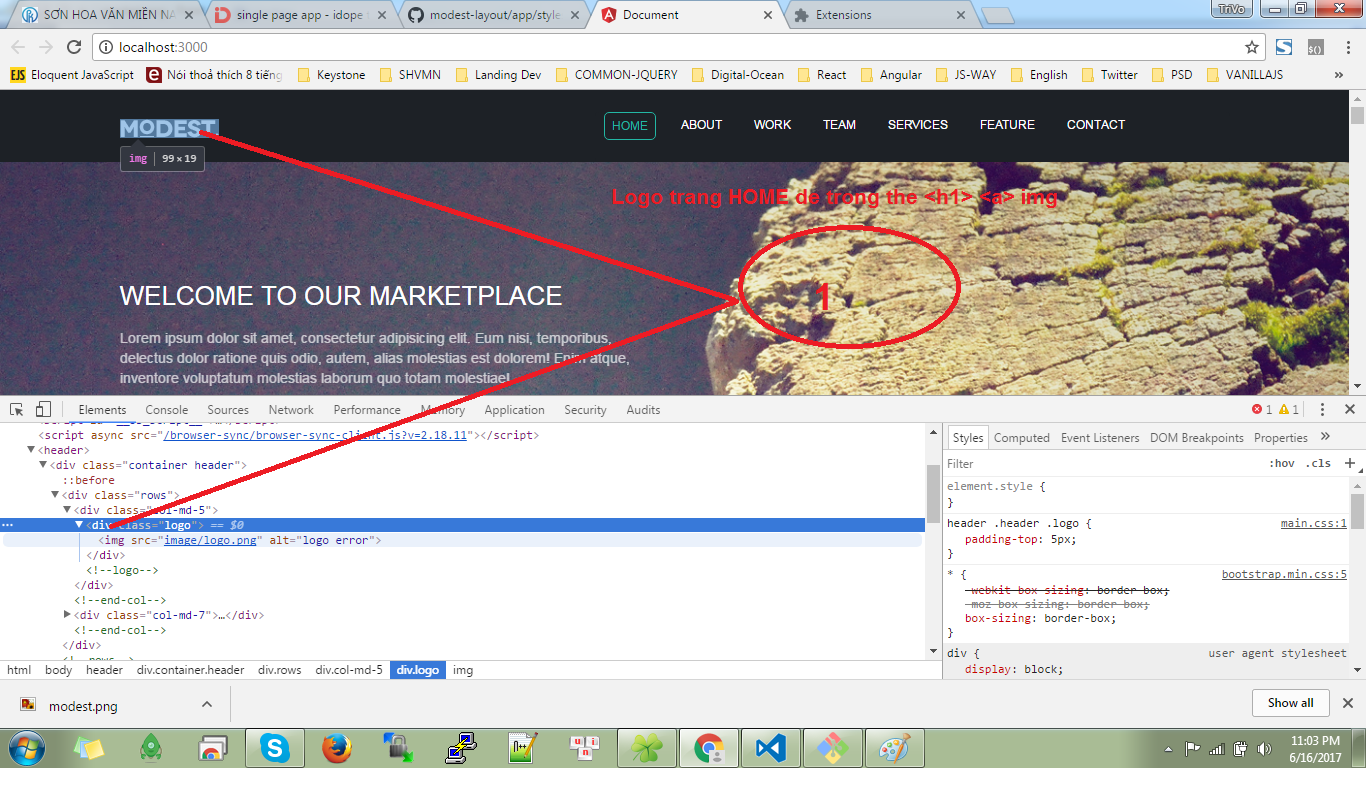 SƠN HOA VĂN MIỀN NA
single page app - idope
modest-layout/app/style
Document
Extensions
TriVo
localhost:3000
Eloquent JavaScript
Nói thoả thích 8 tiếng
Keystone
SHVMN
Landing Dev
COMMON-JQUERY
Digital-Ocean
React
Angular
JS-WAY
English
Twitter
PSD
VANILLAJS
»
MODEST.
HOME
ABOUT
WORK
TEAM
SERVICES
FEATURE
CONTACT
img | 99 × 19
Logo trang HOME de trong the <h1> <a> img
1
WELCOME TO OUR MARKETPLACE
Lorem ipsum dolor sit amet, consectetur adipisicing elit. Eum nisi, temporibus,
delectus dolor ratione quis odio, autem, alias molestias est dolorem! Enim atque,
inventore voluptatum molestias laborum quo totam molestiae!
Elements
Console
Sources
Network
Performance
Memory
Application
Security
Audits
1
1
<script async src="/browser-sync/browser-sync-client.js?v=2.18.11"></script>
▼<header>
▼<div class="container header">
::before
▼<div class="rows">
▼<div class="col-md-5">
▼<div class="logo"> == $0
<img src="image/logo.png" alt="logo error">
</div>
<!--logo-->
</div>
<!--end-col-->
▶<div class="col-md-7">…</div>
<!--end-col-->
</div>
<!--rows-->
html
body
header
div.container.header
div.rows
div.col-md-5
div.logo
img
Styles
Computed
Event Listeners
DOM Breakpoints
Properties
»
Filter
:hov
.cls
+
element.style {
}
header .header .logo {
main.css:1
padding-top: 5px;
}
* {
bootstrap.min.css:5
-webkit-box-sizing: border-box;
-moz-box-sizing: border-box;
box-sizing: border-box;
}
div {
user agent stylesheet
display: block;
modest.png
Show all
11:03 PM
6/16/2017